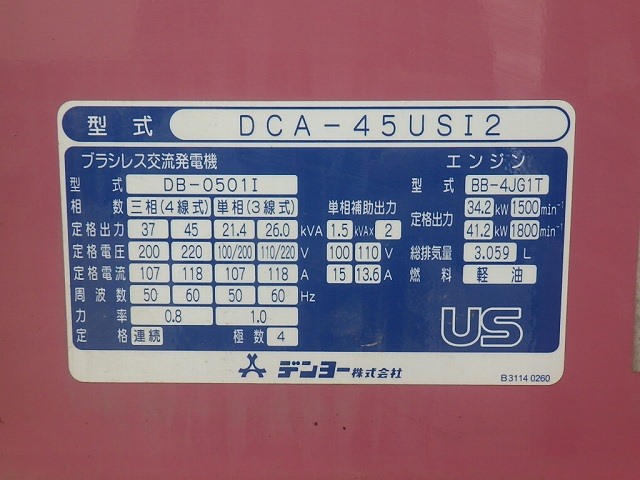 型式 DCA-45USI2
ブラシレス交流発電機 エンジン
型式 DB-0501I 型式 BB-4JG1T
相数 三相(4線式) 単相(3線式) 単相補助出力 定格出力 34.2 kW 1500 min⁻¹
定格出力 37 45 21.4 26.0 kVA 1.5 kVA× 2 41.2 kW 1800 min⁻¹
定格電圧 200 220 100/200 110/220 V 100 110 V 総排気量 3.059 L
定格電流 107 118 107 118 A 15 13.6 A 燃料 軽油
周波数 50 60 50 60 Hz
力率 0.8 1.0
定格 連続 極数 4
US
デンヨー株式会社
B3114 0260